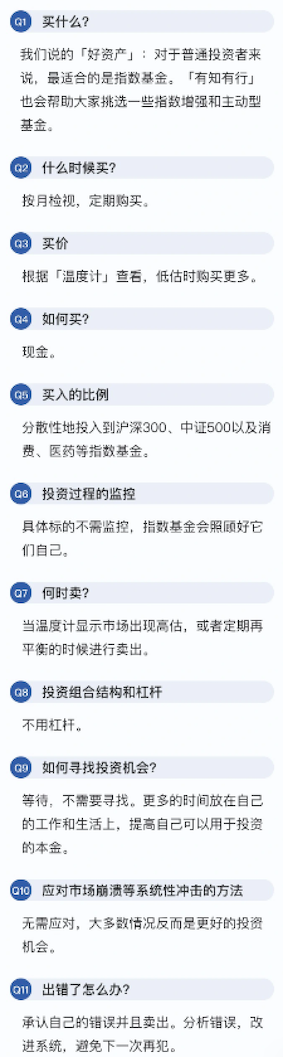 Q1 买什么?
我们说的「好资产」：对于普通投资者来
说，最适合的是指数基金。「有知有行」
也会帮助大家挑选一些指数增强和主动型
基金。
Q2 什么时候买?
按月检视，定期购买。
Q3 买价
根据「温度计」查看，低估时购买更多。
Q4 如何买?
现金。
Q5 买入的比例
分散性地投入到沪深300、中证500以及消
费、医药等指数基金。
Q6 投资过程的监控
具体标的不需监控，指数基金会照顾好它
们自己。
Q7 何时卖?
当温度计显示市场出现高估，或者定期再
平衡的时候进行卖出。
Q8 投资组合结构和杠杆
不用杠杆。
Q9 如何寻找投资机会?
等待，不需要寻找。更多的时间放在自己
的工作和生活上，提高自己可以用于投资
的本金。
Q10 应对市场崩溃等系统性冲击的方法
无需应对，大多数情况反而是更好的投资
机会。
Q11 出错了怎么办?
承认自己的错误并且卖出。分析错误，改
进系统，避免下一次再犯。